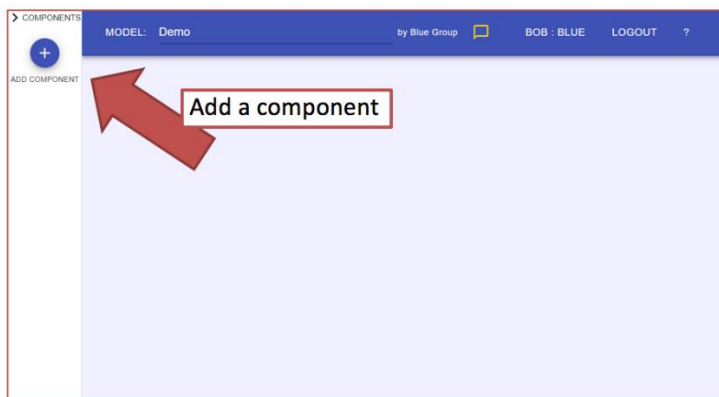 COMPONENTS
MODEL: Demo by Blue Group BOB : BLUE LOGOUT ?
+
ADD COMPONENT
Add a component